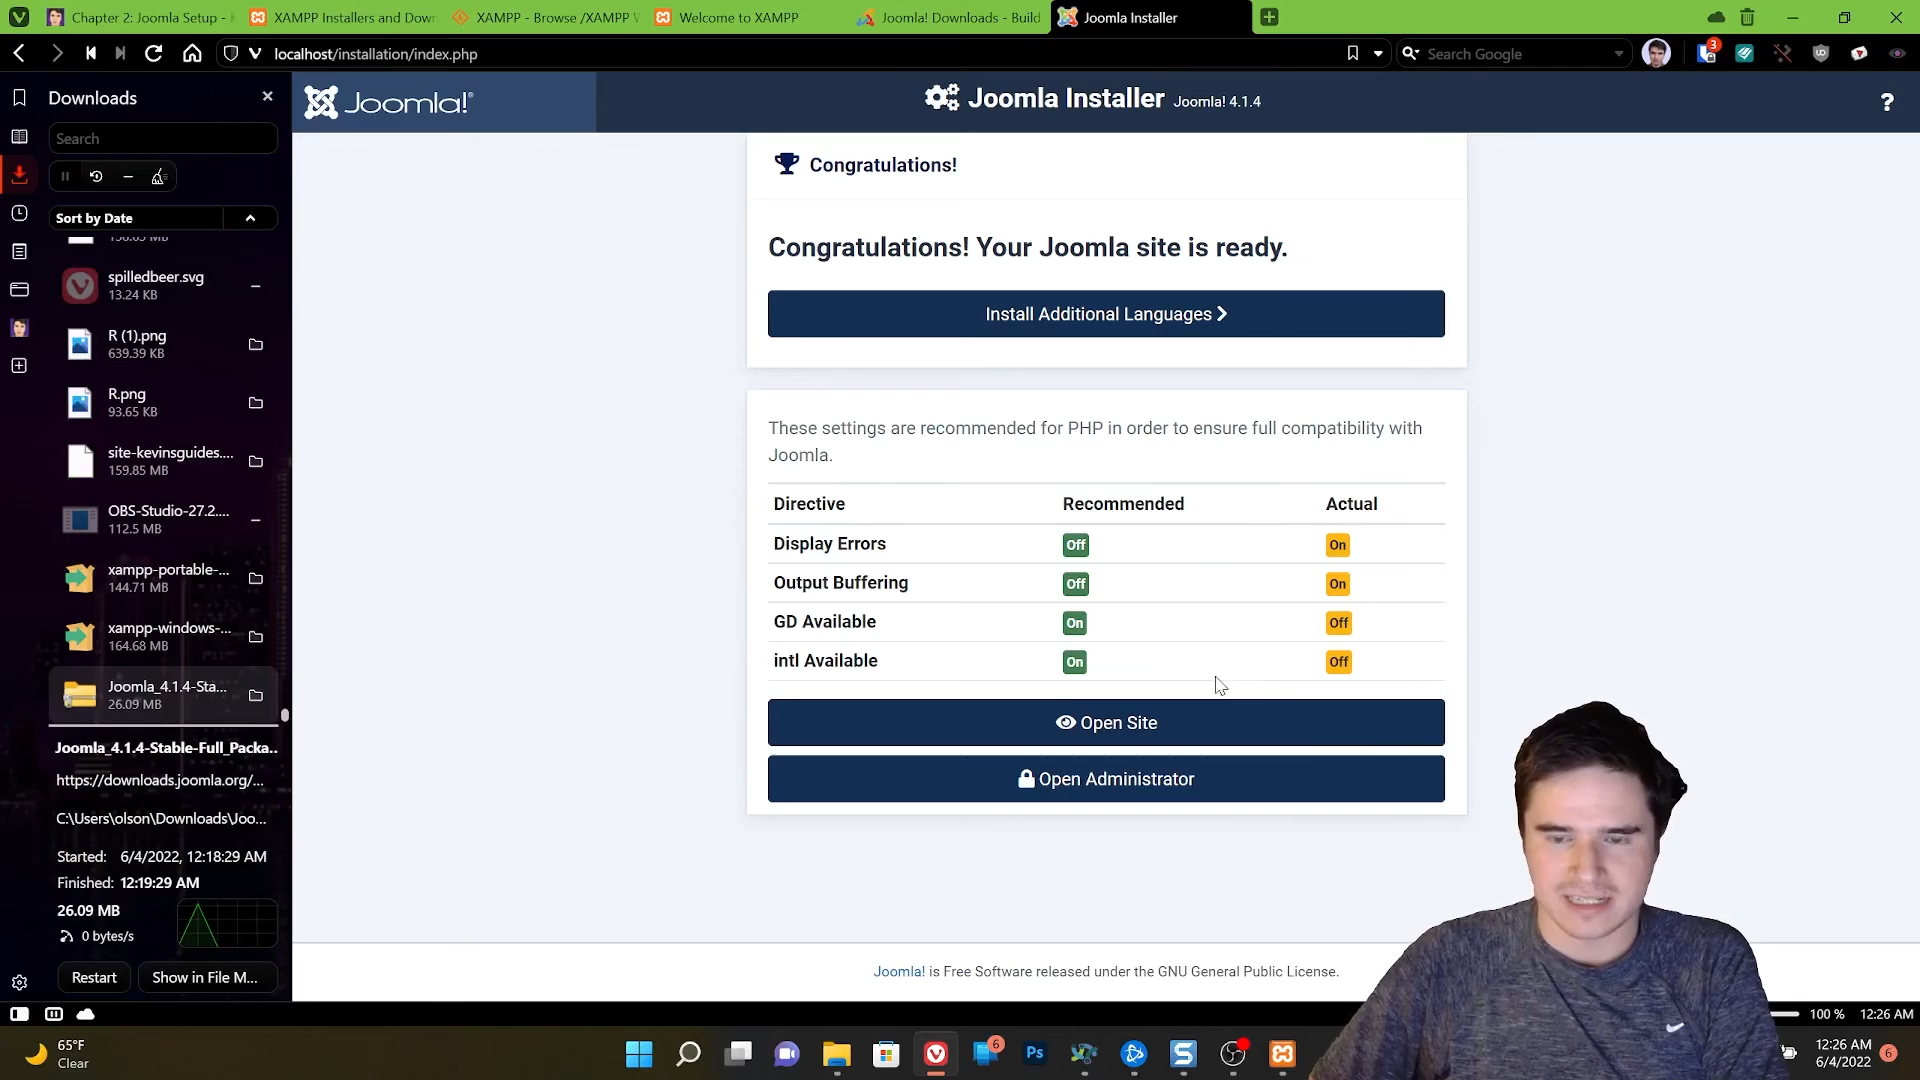 Chapter 2: Joomla Setup -
XAMPP Installers and Dow
XAMPP - Browse /XAMPP
Welcome to XAMPP
Joomla! Downloads - Build
Joomla Installer
localhost/installation/index.php
Search Google
3
Downloads
Search
Sort by Date
spilledbeer.svg
13.24 KB
R (1).png
639.39 KB
R.png
93.65 KB
site-kevinsguides....
159.85 MB
OBS-Studio-27.2....
112.5 MB
xampp-portable-...
144.71 MB
xampp-windows-...
164.68 MB
Joomla_4.1.4-Sta...
26.09 MB
Joomla_4.1.4-Stable-Full_Packa..
https://downloads.joomla.org/...
C:\Users\olson\Downloads\Joo...
Started: 6/4/2022, 12:18:29 AM
Finished: 12:19:29 AM
26.09 MB
0 bytes/s
Restart
Show in File M...
Joomla!
Joomla Installer Joomla! 4.1.4
?
Congratulations!
Congratulations! Your Joomla site is ready.
Install Additional Languages
These settings are recommended for PHP in order to ensure full compatibility with
Joomla.
Directive Recommended Actual
Display Errors Off On
Output Buffering Off On
GD Available On Off
intl Available On Off
Open Site
Open Administrator
Joomla! is Free Software released under the GNU General Public License.
100 %
12:26 AM
65°F
Clear
6
Ps
12:26 AM
6/4/2022
6